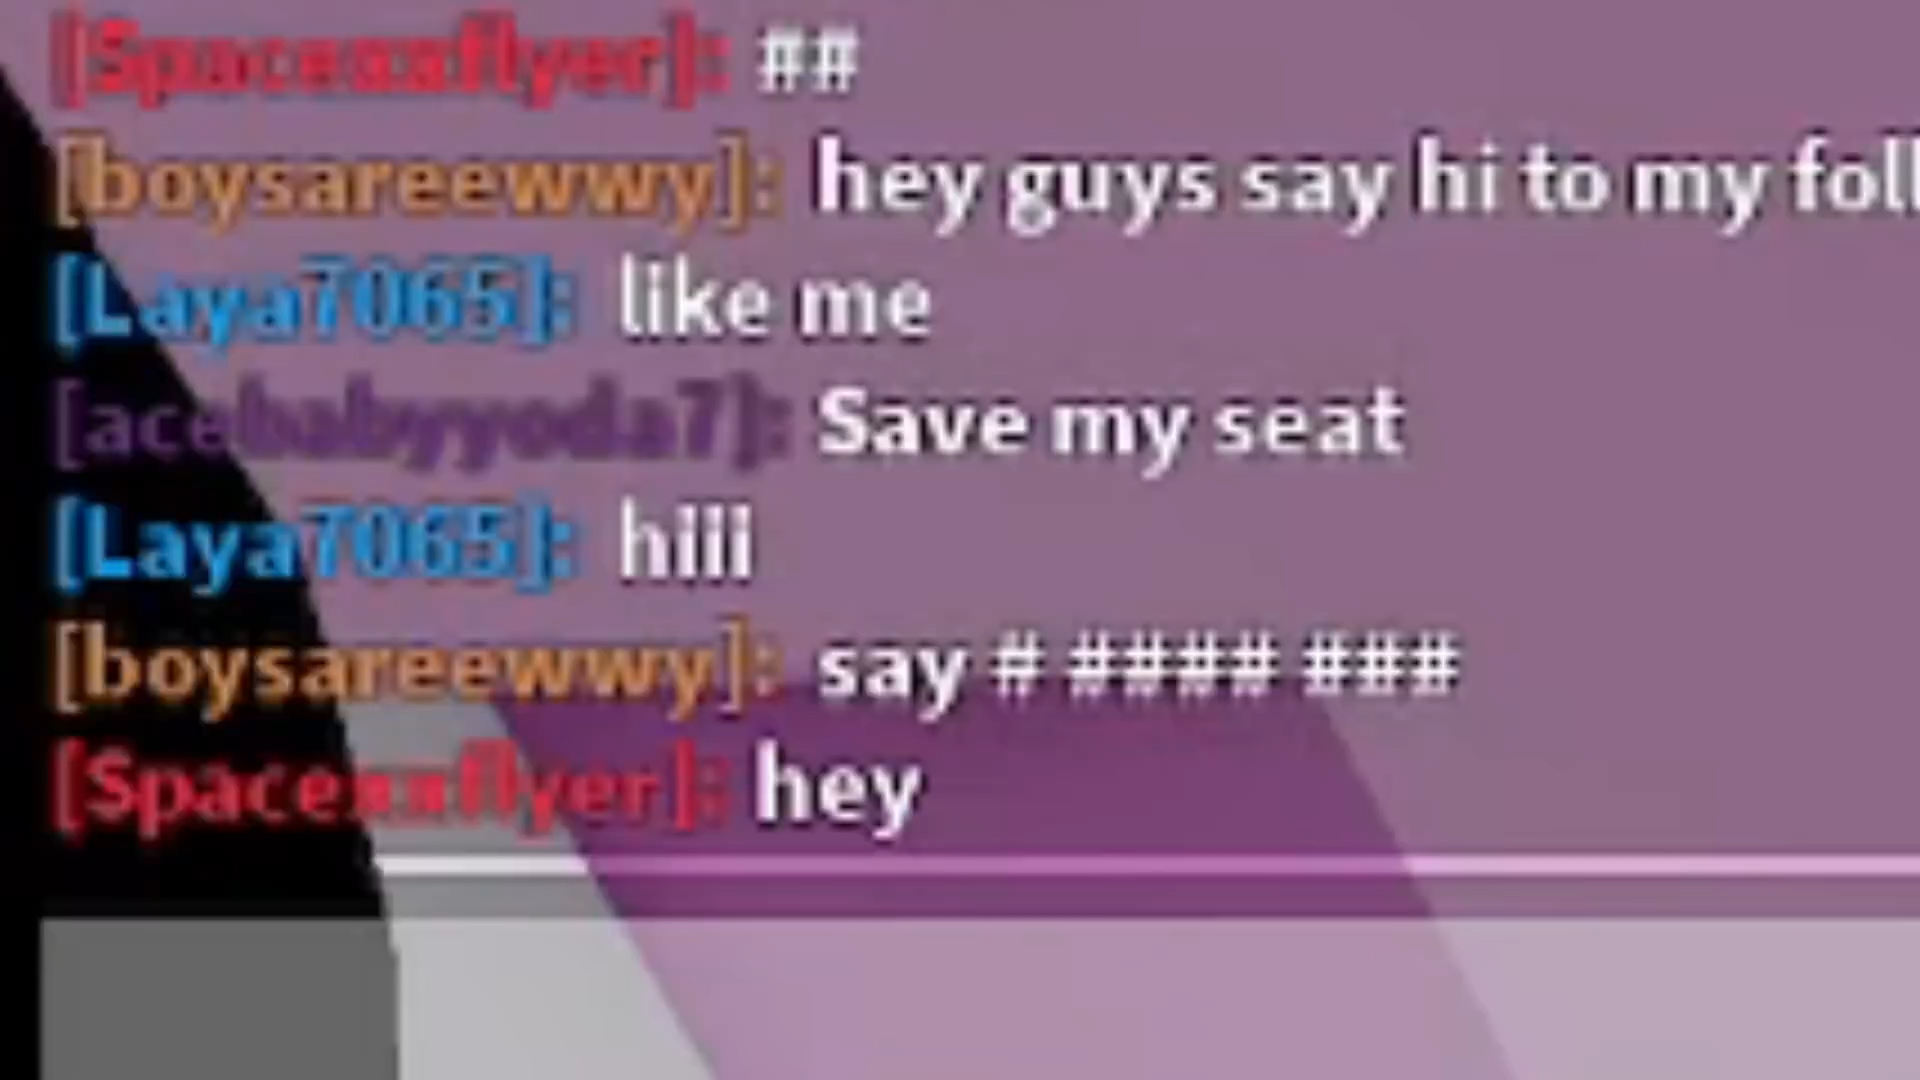 [Spacexxflyer]: ##
[boysareewwy]: hey guys say hi to my foll
[Laya7065]: like me
[acebabyyoda7]: Save my seat
[Laya7065]: hiii
[boysareewwy]: say # #### ###
[Spacexxflyer]: hey